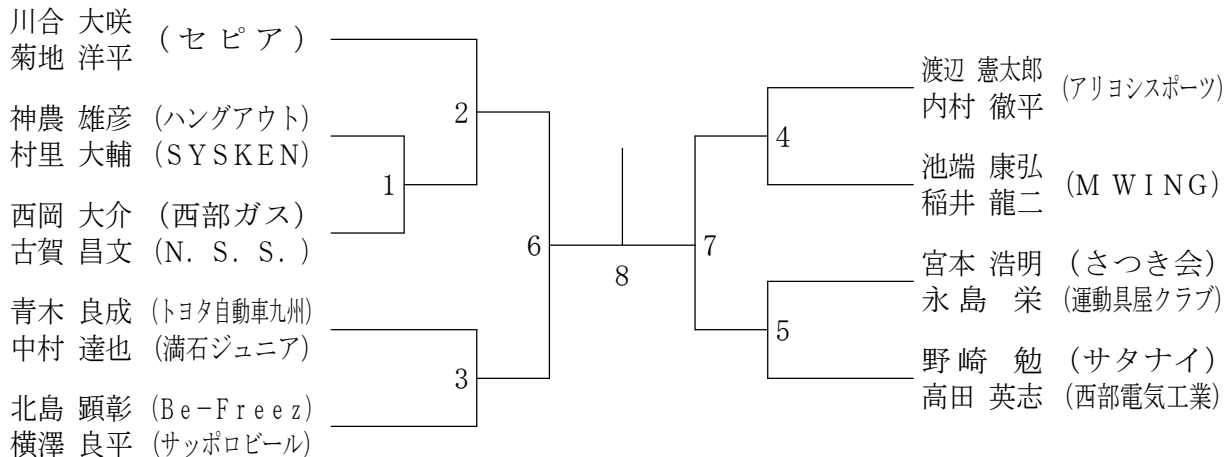 川合 大咲 (セピア)
菊地 洋平
神農 雄彦 (ハングアウト)
村里 大輔 (SYSKEN)
西岡 大介 (西部ガス)
古賀 昌文 (N. S. S. )
青木 良成 (トヨタ自動車九州)
中村 達也 (満石ジュニア)
北島 顕彰 (Be-Freez)
横澤 良平 (サッポロビール)
2
1
3
6
8
7
4
5
渡辺 憲太郎 (アリヨシスポーツ)
内村 徹平
池端 康弘 (M WING)
稲井 龍二
宮本 浩明 (さつき会)
永島 栄 (運動具屋クラブ)
野崎 勉 (サタナイ)
高田 英志 (西部電気工業)